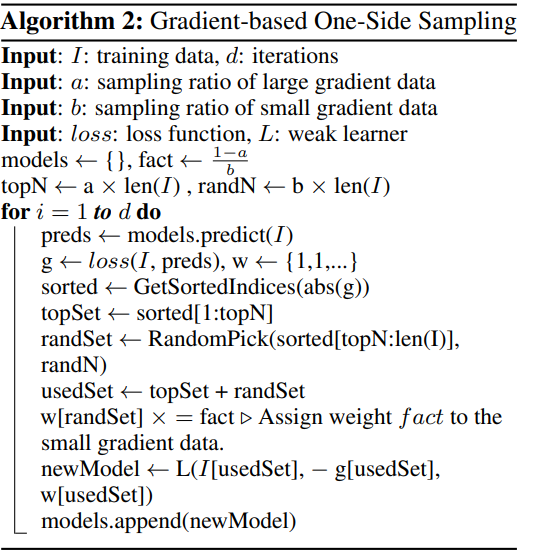 Algorithm 2: Gradient-based One-Side Sampling
Input: I: training data, d: iterations
Input: a: sampling ratio of large gradient data
Input: b: sampling ratio of small gradient data
Input: loss: loss function, L: weak learner
models ← {}, fact ← (1−a)/b
topN ← a × len(I) , randN ← b × len(I)
for i = 1 to d do
preds ← models.predict(I)
g ← loss(I, preds), w ← {1,1,...}
sorted ← GetSortedIndices(abs(g))
topSet ← sorted[1:topN]
randSet ← RandomPick(sorted[topN:len(I)],
randN)
usedSet ← topSet + randSet
w[randSet] × = fact ▷ Assign weight fact to the
small gradient data.
newModel ← L(I[usedSet], − g[usedSet],
w[usedSet])
models.append(newModel)